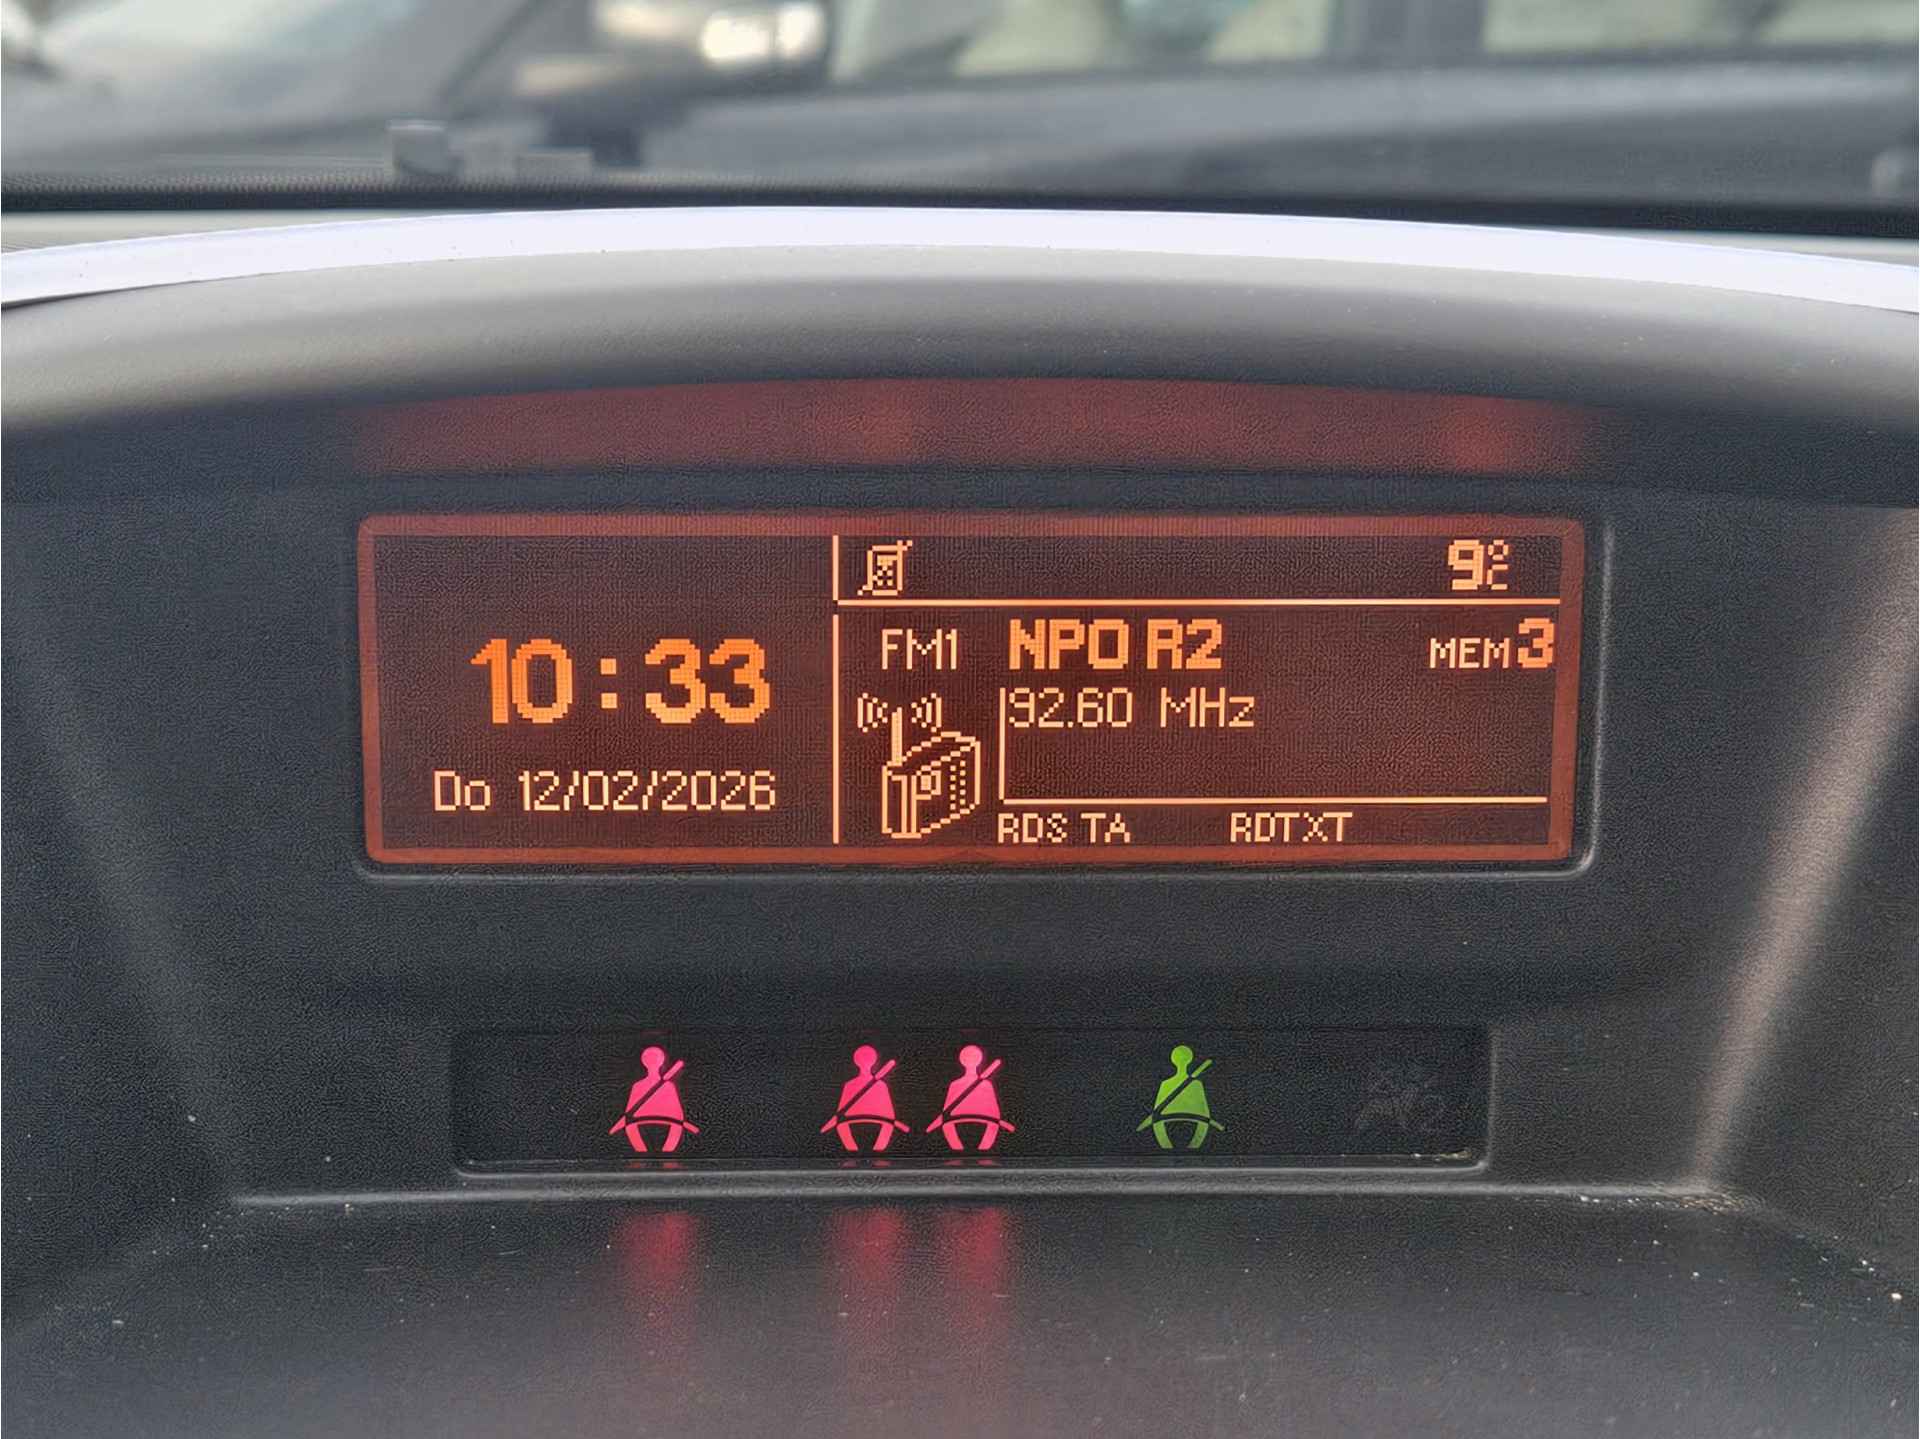 9°C
10:33
FM1 NPO R2 MEM 3
92.60 MHz
Do 12/02/2026
RDS TA RDTXT